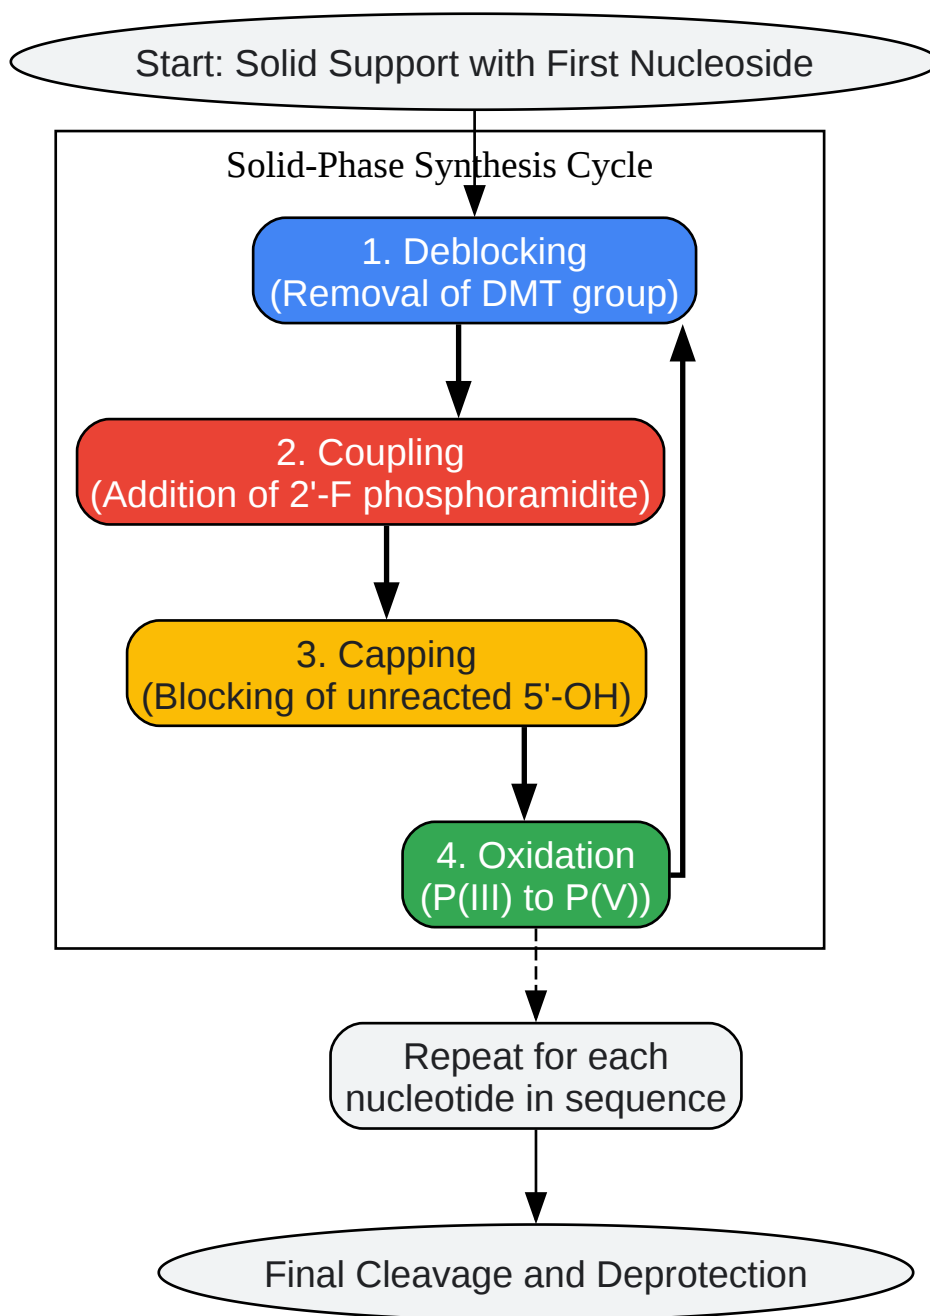 Start: Solid Support with First Nucleoside
Solid-Phase Synthesis Cycle
1. Deblocking
(Removal of DMT group)
2. Coupling
(Addition of 2'-F phosphoramidite)
3. Capping
(Blocking of unreacted 5'-OH)
4. Oxidation
(P(III) to P(V))
Repeat for each
nucleotide in sequence
Final Cleavage and Deprotection